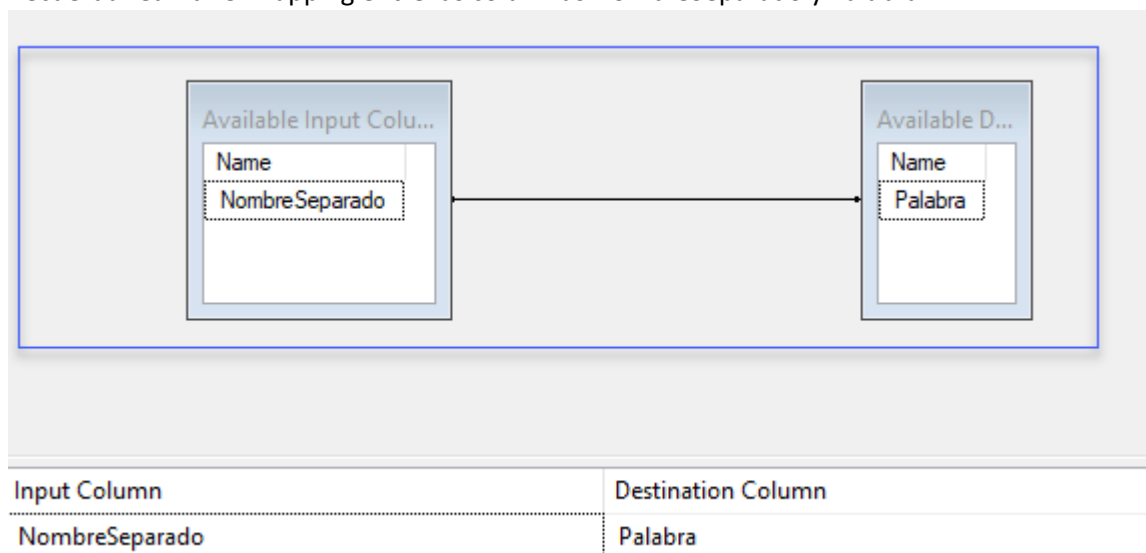 Available Input Colu...
Available D...
Name
Name
NombreSeparado
Palabra
Input Column
Destination Column
NombreSeparado
Palabra